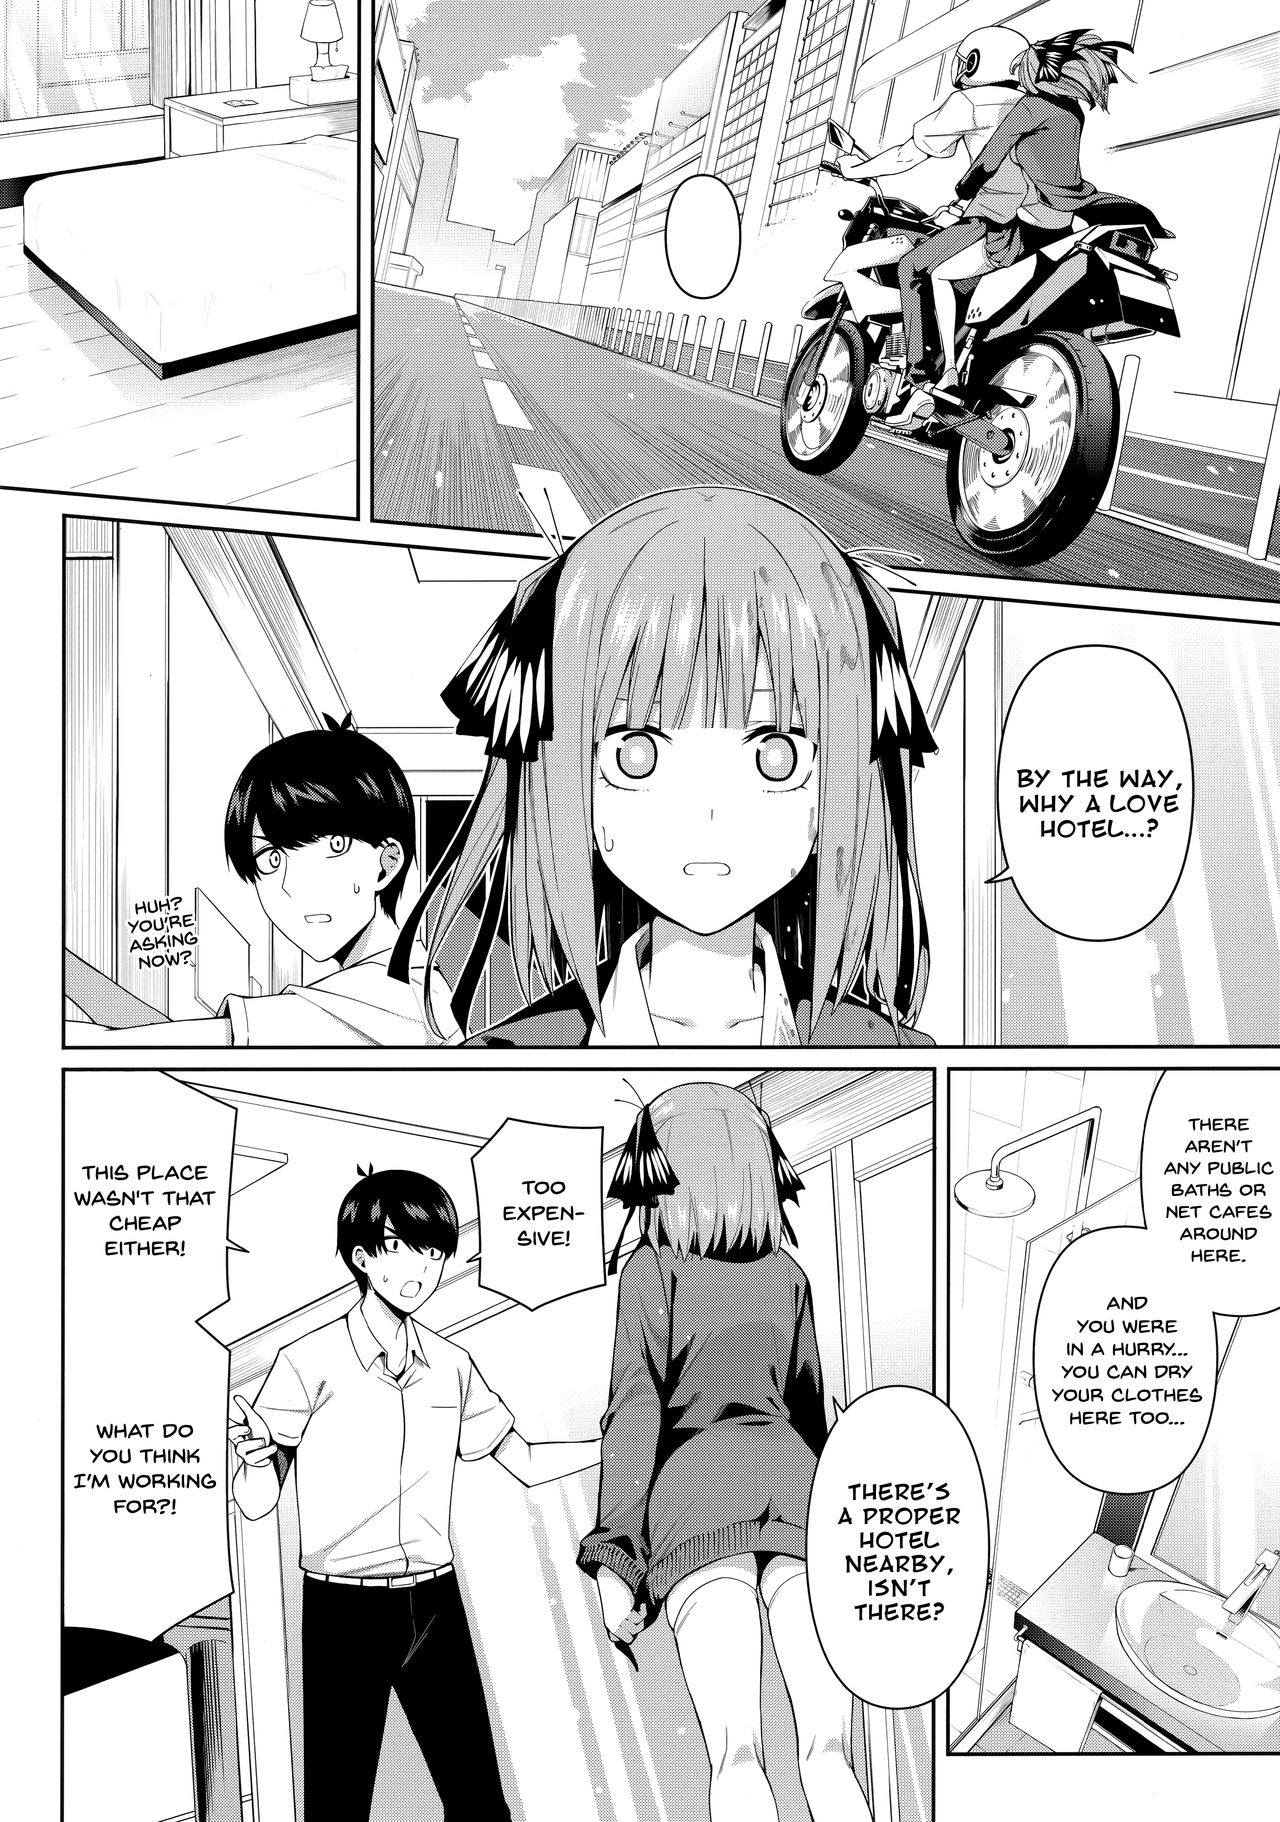 BY THE WAY,
WHY A LOVE
HOTEL...?
HUH?
YOU'RE
ASKING
NOW?
THERE
AREN'T
ANY PUBLIC
BATHS OR
NET CAFES
AROUND
HERE.
AND
YOU WERE
IN A HURRY...
YOU CAN DRY
YOUR CLOTHES
HERE TOO...
THERE'S
A PROPER
HOTEL
NEARBY,
ISN'T
THERE?
TOO
EXPEN-
SIVE!
THIS PLACE
WASN'T THAT
CHEAP
EITHER!
WHAT DO
YOU THINK
I'M WORKING
FOR?!